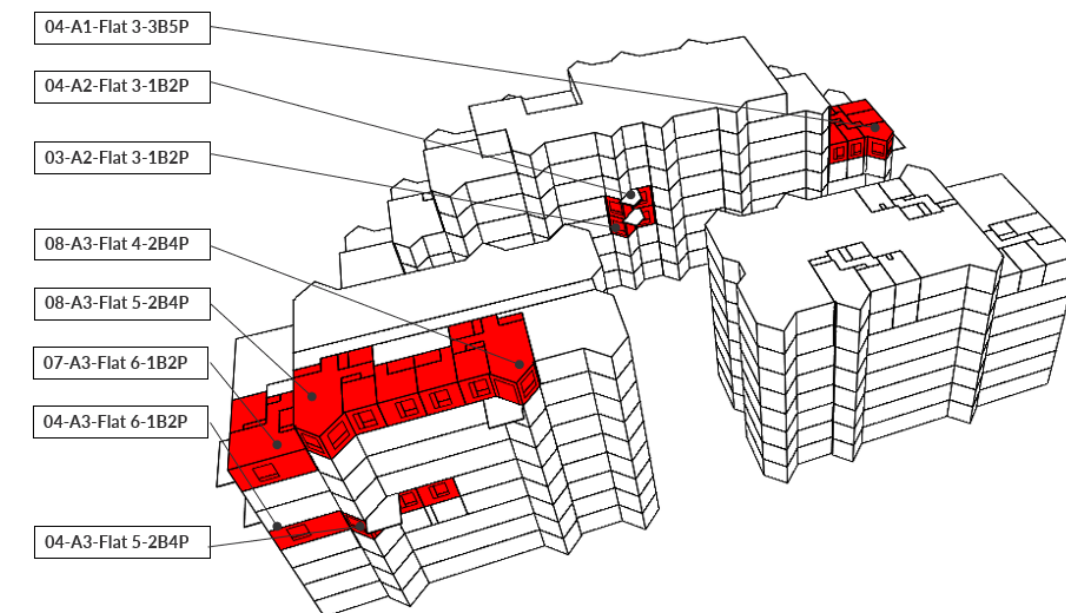 04-A1-Flat 3-3B5P
04-A2-Flat 3-1B2P
03-A2-Flat 3-1B2P
08-A3-Flat 4-2B4P
08-A3-Flat 5-2B4P
07-A3-Flat 6-1B2P
04-A3-Flat 6-1B2P
04-A3-Flat 5-2B4P